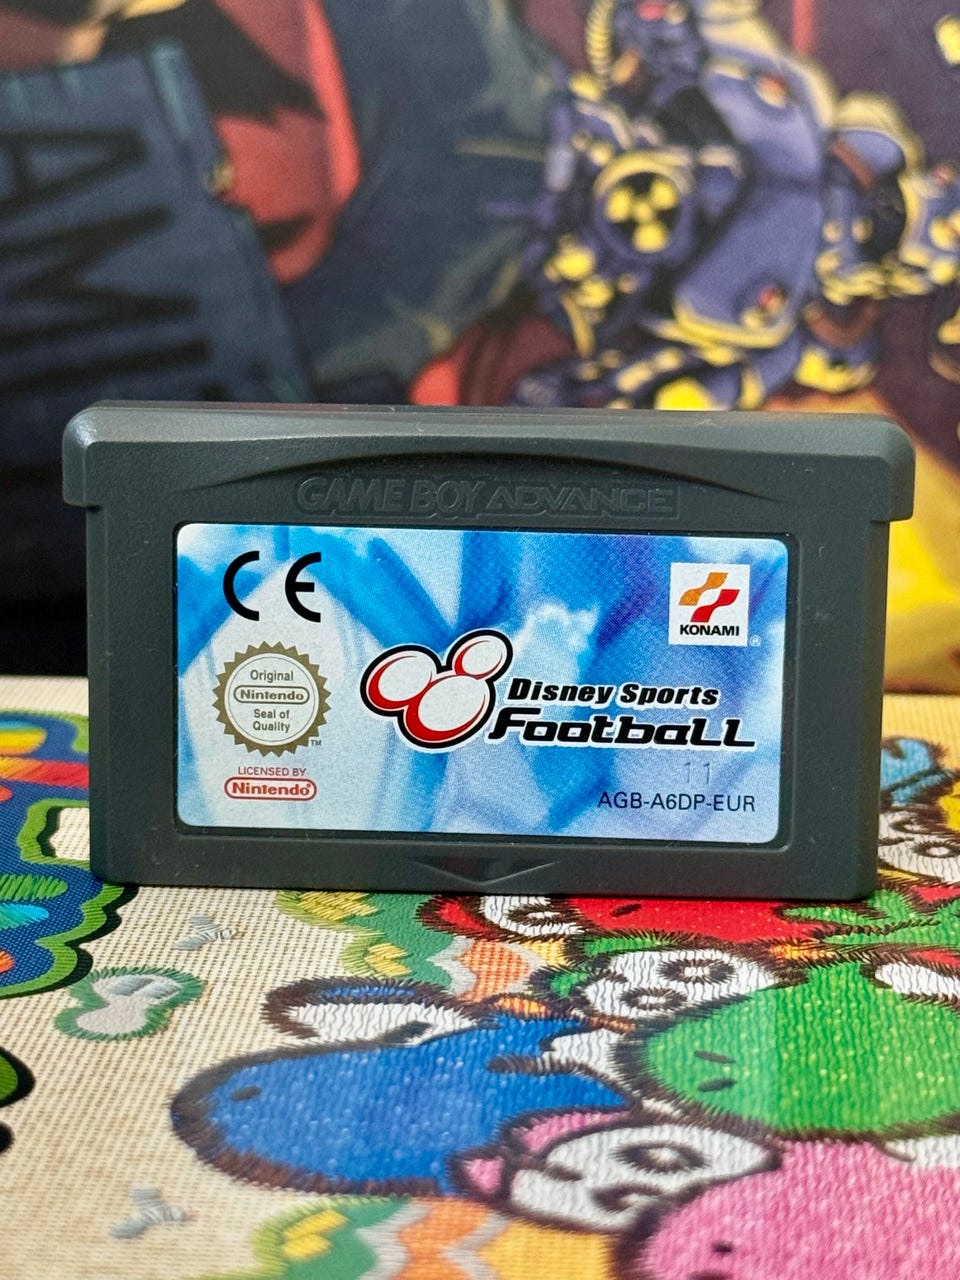 GAME BOY ADVANCE
CE
KONAMI
®
Original
Nintendo
Seal of
Quality
TM
Disney Sports
Football
LICENSED BY
Nintendo®
11
AGB-A6DP-EUR